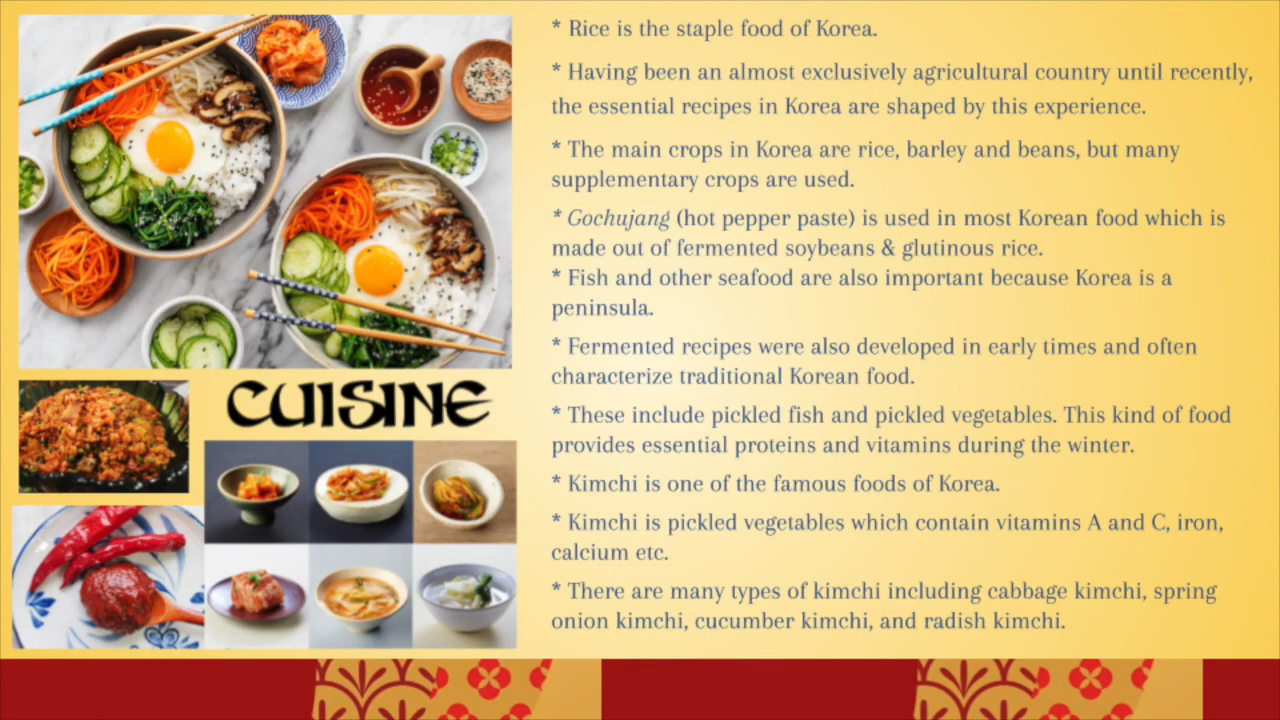 CUISINE
* Rice is the staple food of Korea.
* Having been an almost exclusively agricultural country until recently,
the essential recipes in Korea are shaped by this experience.
* The main crops in Korea are rice, barley and beans, but many
supplementary crops are used.
* Gochujang (hot pepper paste) is used in most Korean food which is
made out of fermented soybeans & glutinous rice.
* Fish and other seafood are also important because Korea is a
peninsula.
* Fermented recipes were also developed in early times and often
characterize traditional Korean food.
* These include pickled fish and pickled vegetables. This kind of food
provides essential proteins and vitamins during the winter.
* Kimchi is one of the famous foods of Korea.
* Kimchi is pickled vegetables which contain vitamins A and C, iron,
calcium etc.
* There are many types of kimchi including cabbage kimchi, spring
onion kimchi, cucumber kimchi, and radish kimchi.